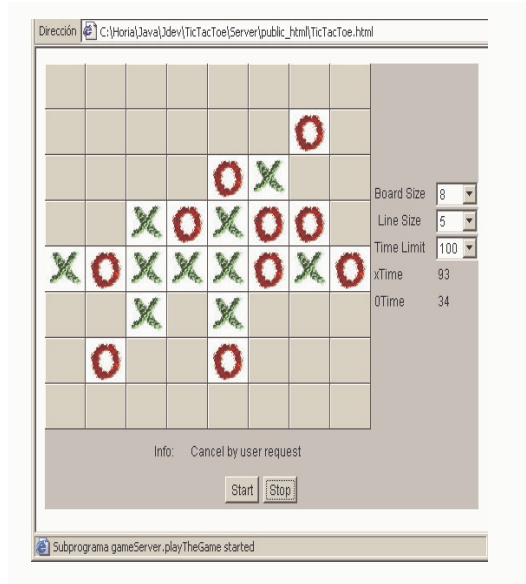 Dirección C:\Horia\Java\Jdev\TicTacToe\Server\public_html\TicTacToe.html
O
O X
X O X O O
X O X X X O X O
X X
O O
Board Size 8
Line Size 5
Time Limit 100
xTime 93
0Time 34
Info: Cancel by user request
Start Stop
Subprograma gameServer.playTheGame started